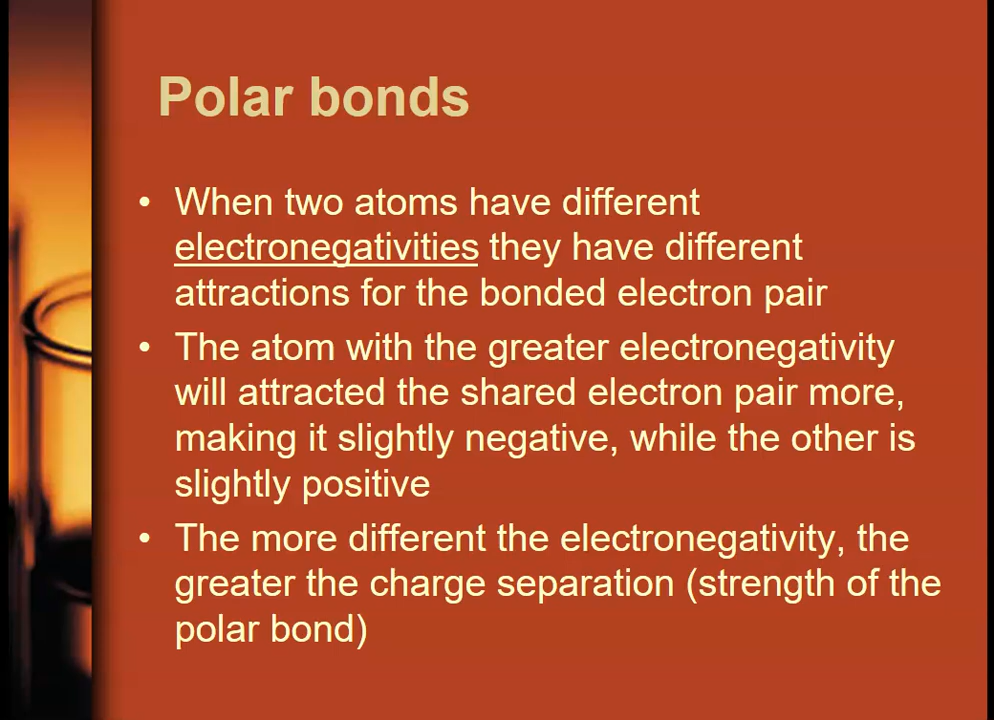 Polar bonds
• When two atoms have different
electronegativities they have different
attractions for the bonded electron pair
• The atom with the greater electronegativity
will attracted the shared electron pair more,
making it slightly negative, while the other is
slightly positive
• The more different the electronegativity, the
greater the charge separation (strength of the
polar bond)